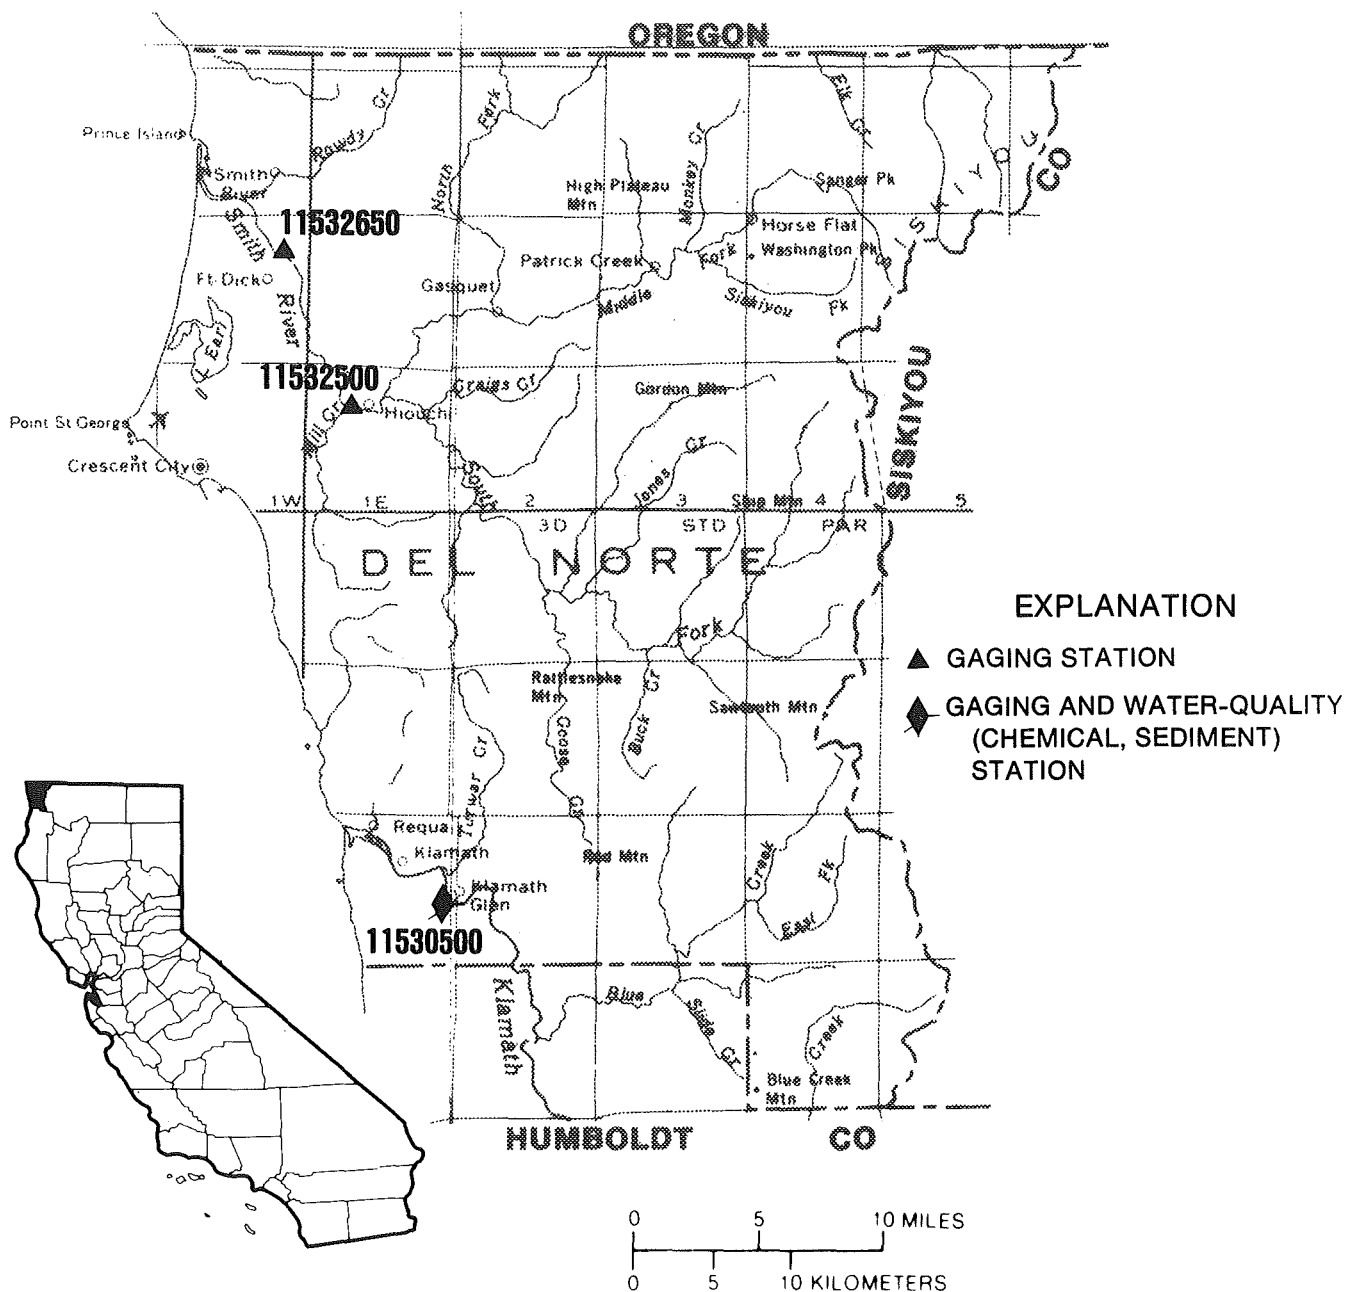 OREGON
Prince Island
Smith
River
Rowdy Cr
North Fork
High Plateau
Mtn
Monkey Cr
Elk Cr
Sanger Pk
SISKIYOU CO
11532650
Smith River
Ft Dick
L Earl
Patrick Creek
Gasquet
Horse Flat
Washington Pk
Middle Fork
Siskiyou Fk
11532500
Craigs Cr
Gordon Mtn
Mill Cr
Hiouchi
Point St George
Crescent City
South
Jones Cr
SISKIYOU
1W 1E 2 3 4 5
Ship Mtn
3D STD PAR
DEL NORTE
Fork
Rattlesnake
Mtn
Goose Cr
Buck Cr
Sawtooth Mtn
EXPLANATION
GAGING STATION
GAGING AND WATER-QUALITY
(CHEMICAL, SEDIMENT)
STATION
Turwar Cr
Requa
Klamath
Klamath
Glen
11530500
Red Mtn
Creek
East Fk
Klamath
Blue
Slide Cr
Creek
Blue Creek
Mtn
HUMBOLDT CO
0 5 10 MILES
0 5 10 KILOMETERS